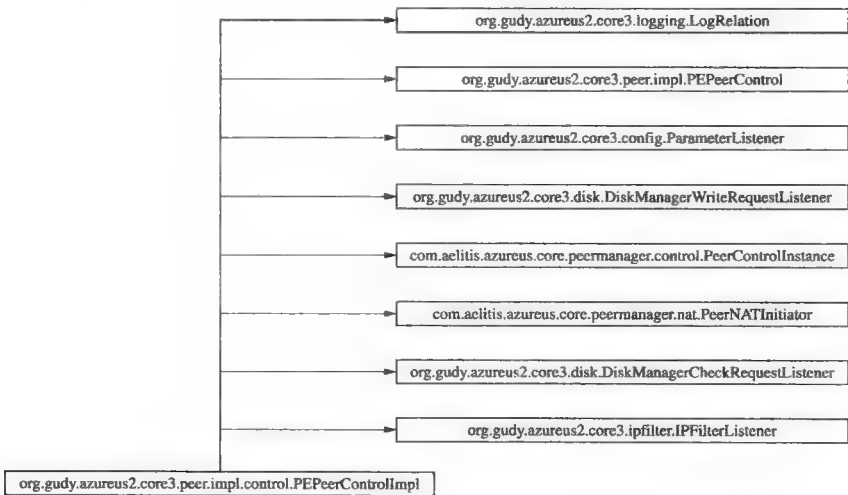 org.gudy.azureus2.core3.logging.LogRelation
org.gudy.azureus2.core3.peer.impl.PEPeerControl
org.gudy.azureus2.core3.config.ParameterListener
org.gudy.azureus2.core3.disk.DiskManagerWriteRequestListener
com.aelitis.azureus.core.peermanager.control.PeerControlInstance
com.aelitis.azureus.core.peermanager.nat.PeerNATInitiator
org.gudy.azureus2.core3.disk.DiskManagerCheckRequestListener
org.gudy.azureus2.core3.ipfilter.IPFilterListener
org.gudy.azureus2.core3.peer.impl.control.PEPeerControlImpl